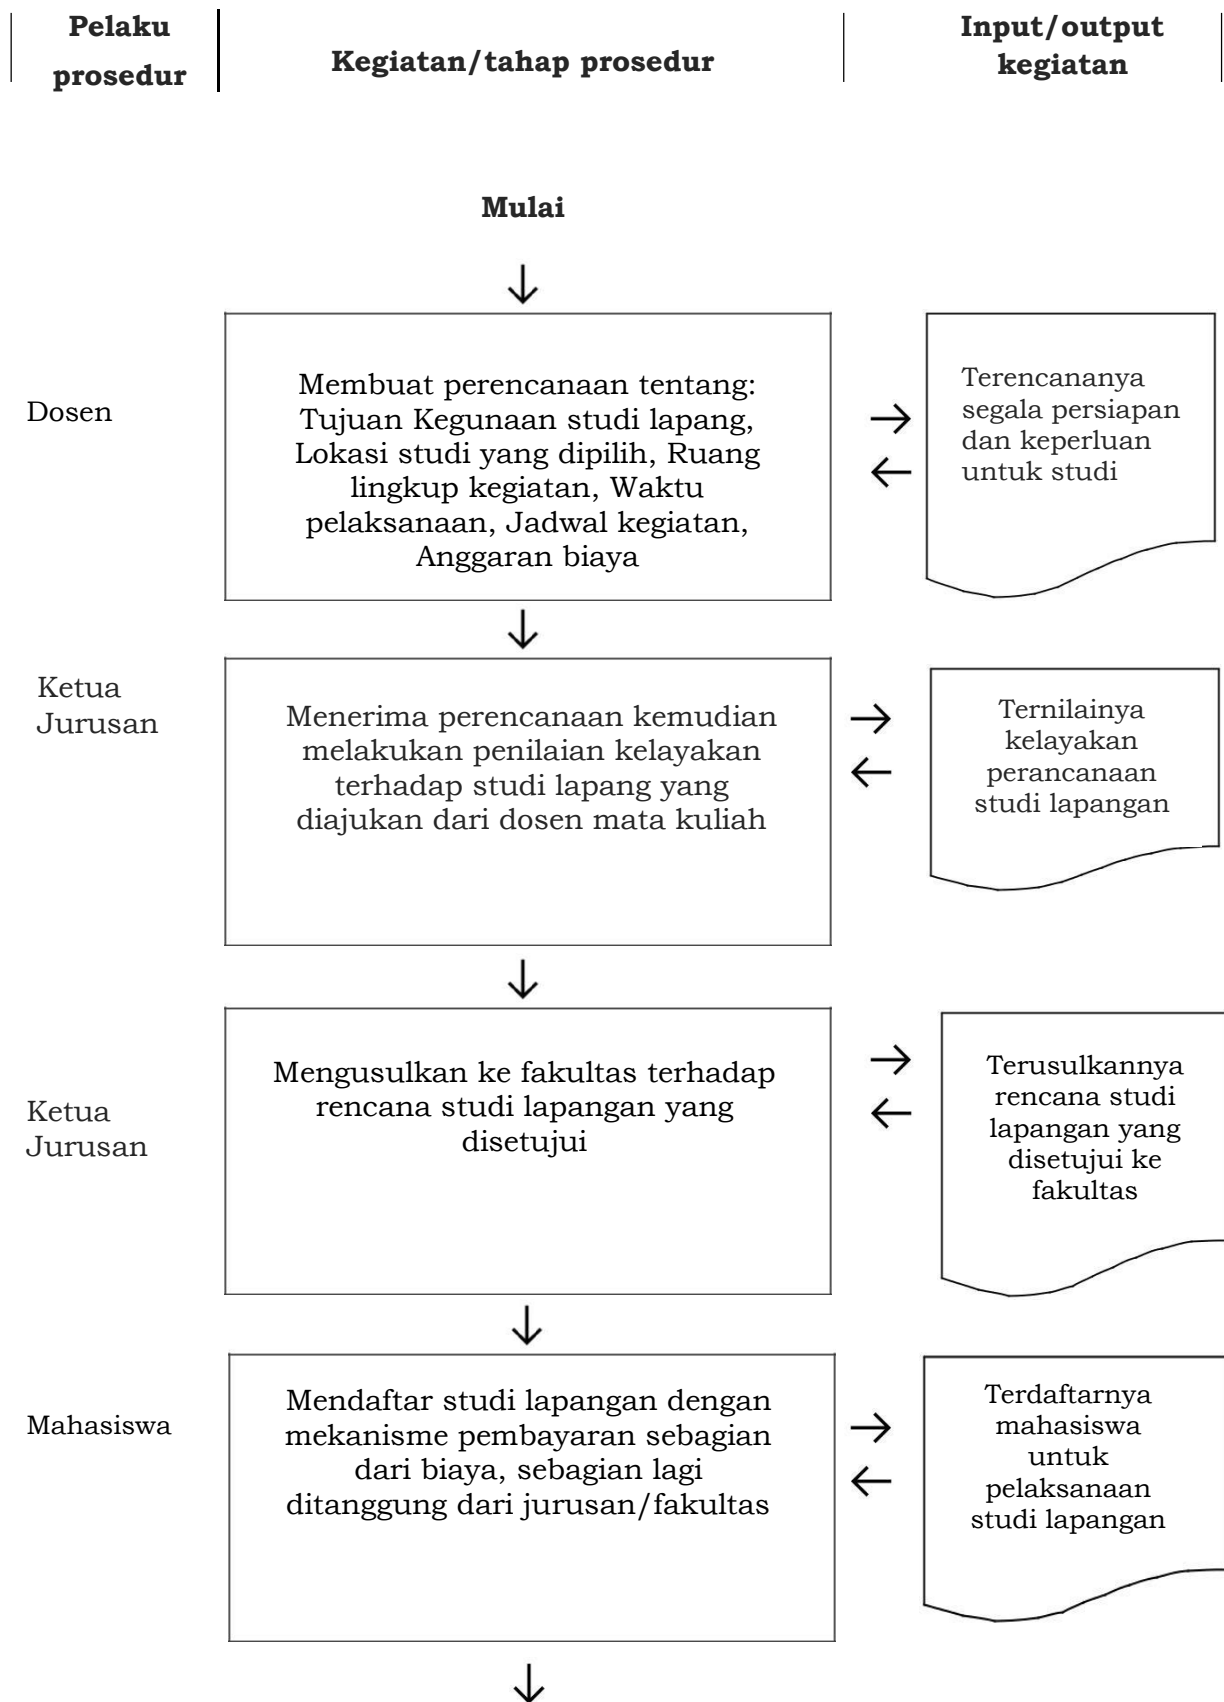 Pelaku
prosedur
Kegiatan/tahap prosedur
Input/output
kegiatan
Mulai
Dosen
Membuat perencanaan tentang:
Tujuan Kegunaan studi lapang,
Lokasi studi yang dipilih, Ruang
lingkup kegiatan, Waktu
pelaksanaan, Jadwal kegiatan,
Anggaran biaya
Terencananya
segala persiapan
dan keperluan
untuk studi
Ketua
Jurusan
Menerima perencanaan kemudian
melakukan penilaian kelayakan
terhadap studi lapang yang
diajukan dari dosen mata kuliah
Ternilainya
kelayakan
perancanaan
studi lapangan
Ketua
Jurusan
Mengusulkan ke fakultas terhadap
rencana studi lapangan yang
disetujui
Terusulkannya
rencana studi
lapangan yang
disetujui ke
fakultas
Mahasiswa
Mendaftar studi lapangan dengan
mekanisme pembayaran sebagian
dari biaya, sebagian lagi
ditanggung dari jurusan/fakultas
Terdaftarnya
mahasiswa
untuk
pelaksanaan
studi lapangan